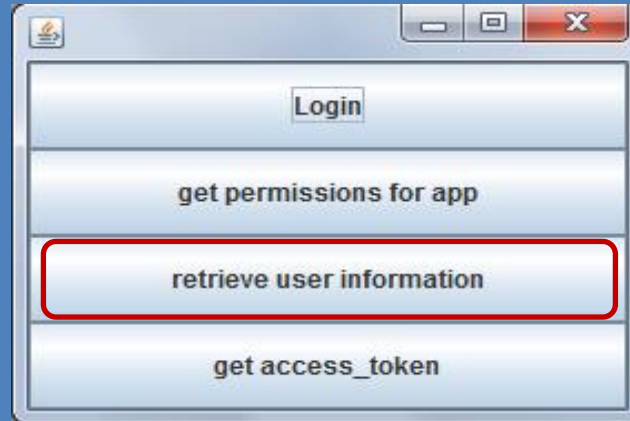 Login
get permissions for app
retrieve user information
get access_token